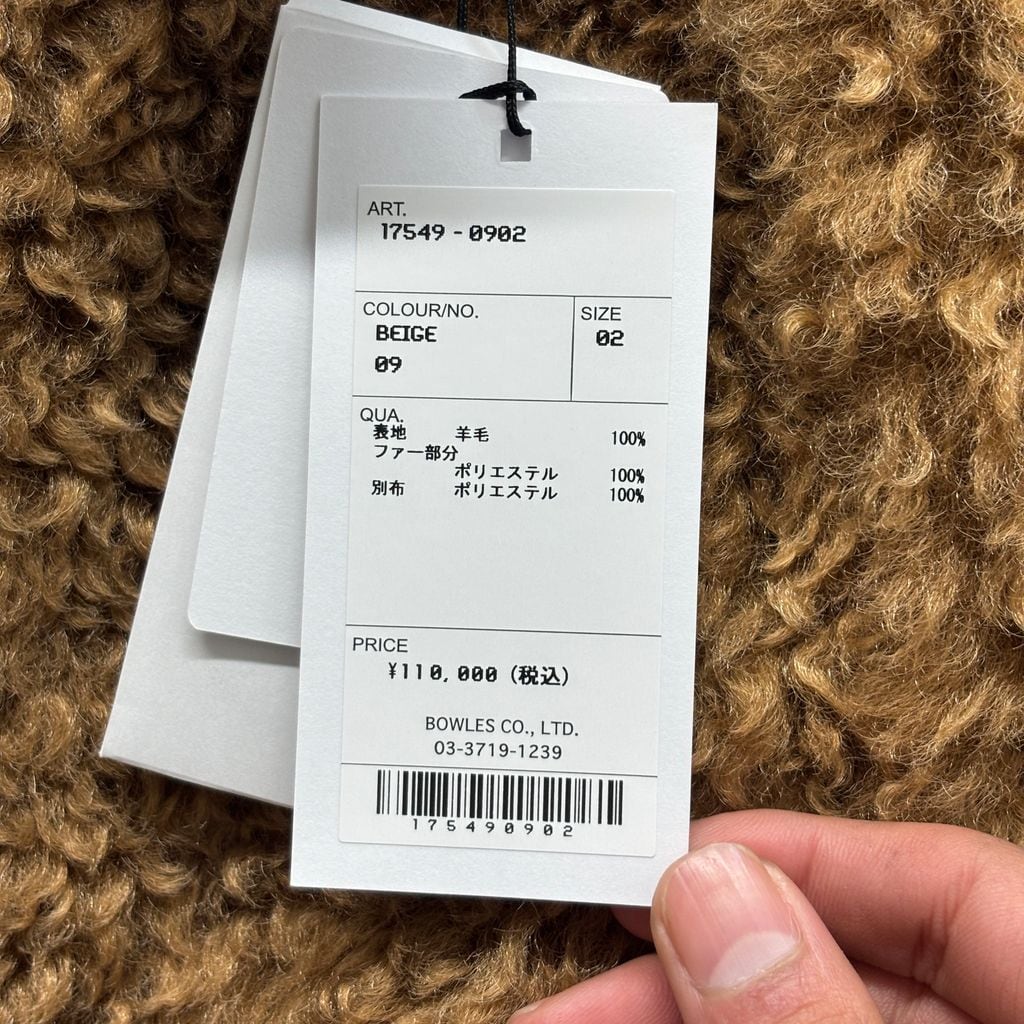 ART.
17549-0902
COLOUR/NO.
BEIGE
09
SIZE
02
QUA.
表地 羊毛 100%
ファー部分
ポリエステル 100%
別布 ポリエステル 100%
PRICE
¥110,000 (税込)
BOWLES CO., LTD.
03-3719-1239
175490902